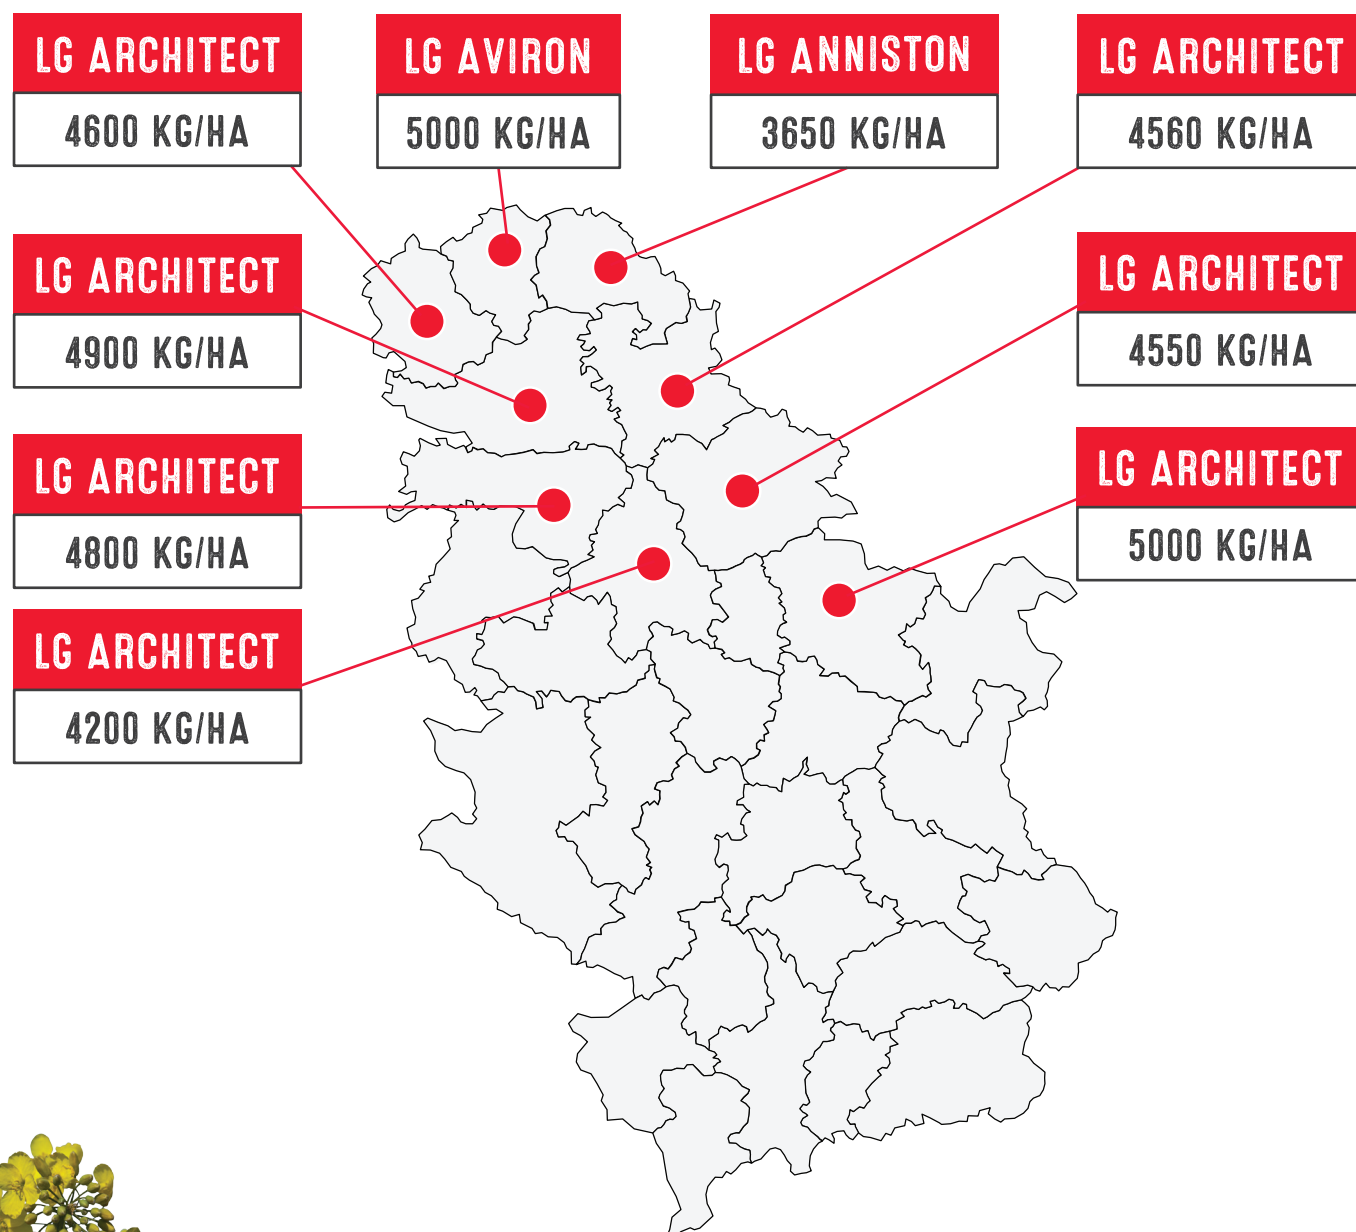 LG ARCHITECT
4600 KG/HA
LG AVIRON
5000 KG/HA
LG ANNISTON
3650 KG/HA
LG ARCHITECT
4560 KG/HA
LG ARCHITECT
4900 KG/HA
LG ARCHITECT
4550 KG/HA
LG ARCHITECT
4800 KG/HA
LG ARCHITECT
5000 KG/HA
LG ARCHITECT
4200 KG/HA